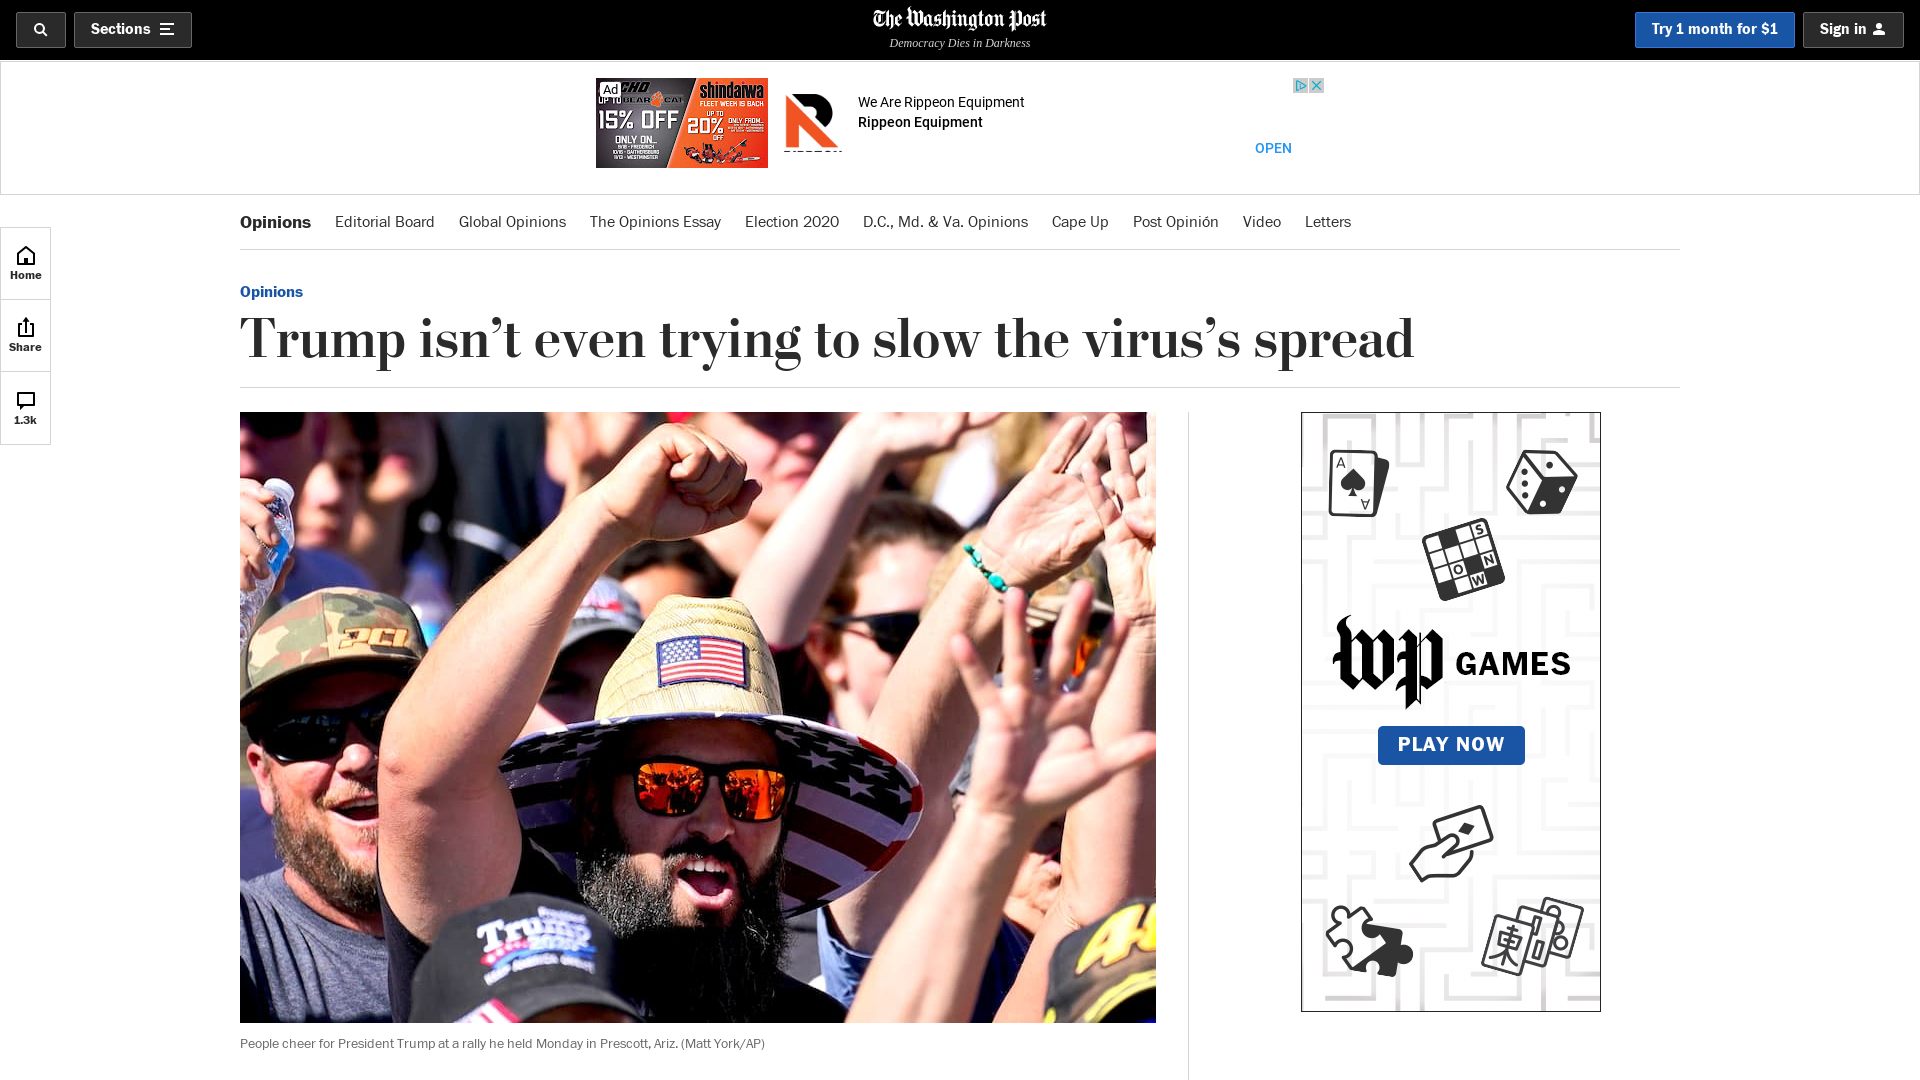 Sections
The Washington Post
Democracy Dies in Darkness
Try 1 month for $1
Sign in
Ad
UP TO BEAR CAT
15% OFF
ONLY ON...
shindaiwa
FLEET WEEK IS BACK
UP TO
20%
OFF
ONLY FROM...
We Are Rippeon Equipment
Rippeon Equipment
OPEN
Opinions
Editorial Board
Global Opinions
The Opinions Essay
Election 2020
D.C., Md. & Va. Opinions
Cape Up
Post Opinión
Video
Letters
Home
Share
1.3k
Opinions
Trump isn’t even trying to slow the virus’s spread
Trump
2020
A
A
S
O
N
W
wp GAMES
PLAY NOW
東
People cheer for President Trump at a rally he held Monday in Prescott, Ariz. (Matt York/AP)